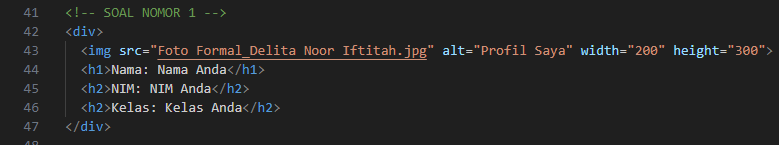 41 <!-- SOAL NOMOR 1 -->
42 <div>
43 <img src="Foto Formal_Delita Noor Iftitah.jpg" alt="Profil Saya" width="200" height="300">
44 <h1>Nama: Nama Anda</h1>
45 <h2>NIM: NIM Anda</h2>
46 <h2>Kelas: Kelas Anda</h2>
47 </div>
48